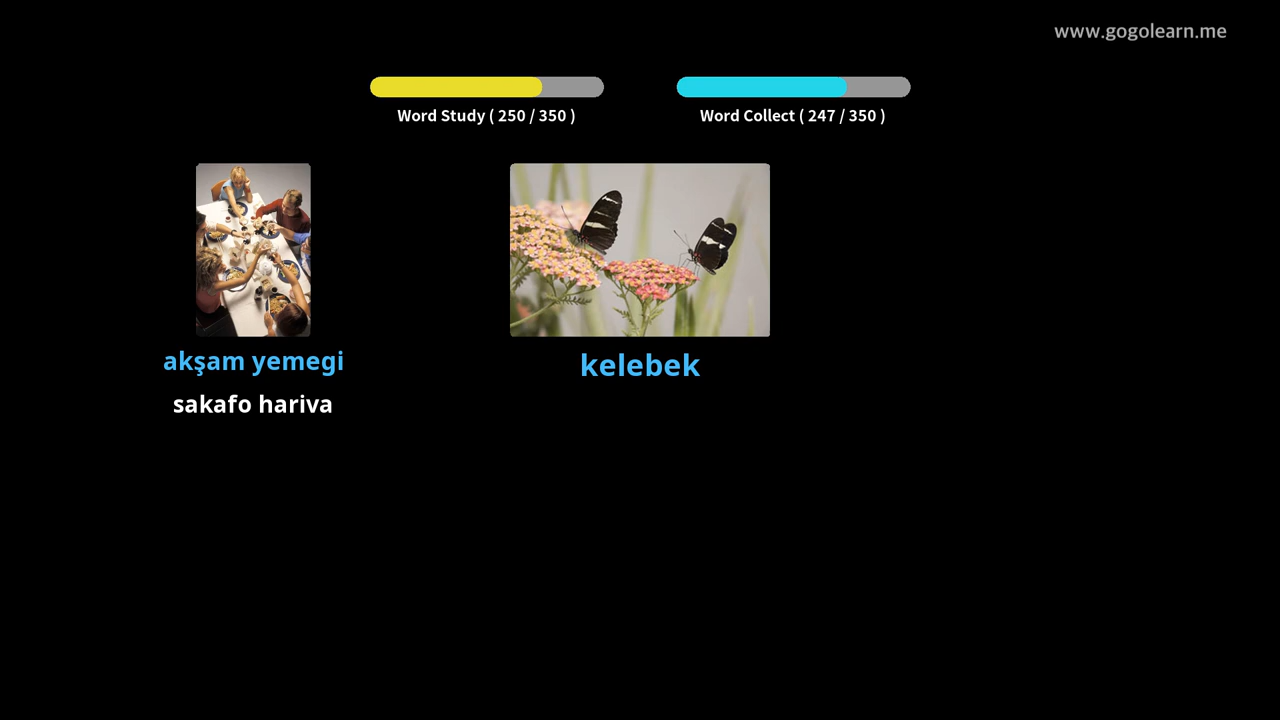 www.gogolearn.me
Word Study ( 250 / 350 )
Word Collect ( 247 / 350 )
akşam yemegi
sakafo hariva
kelebek